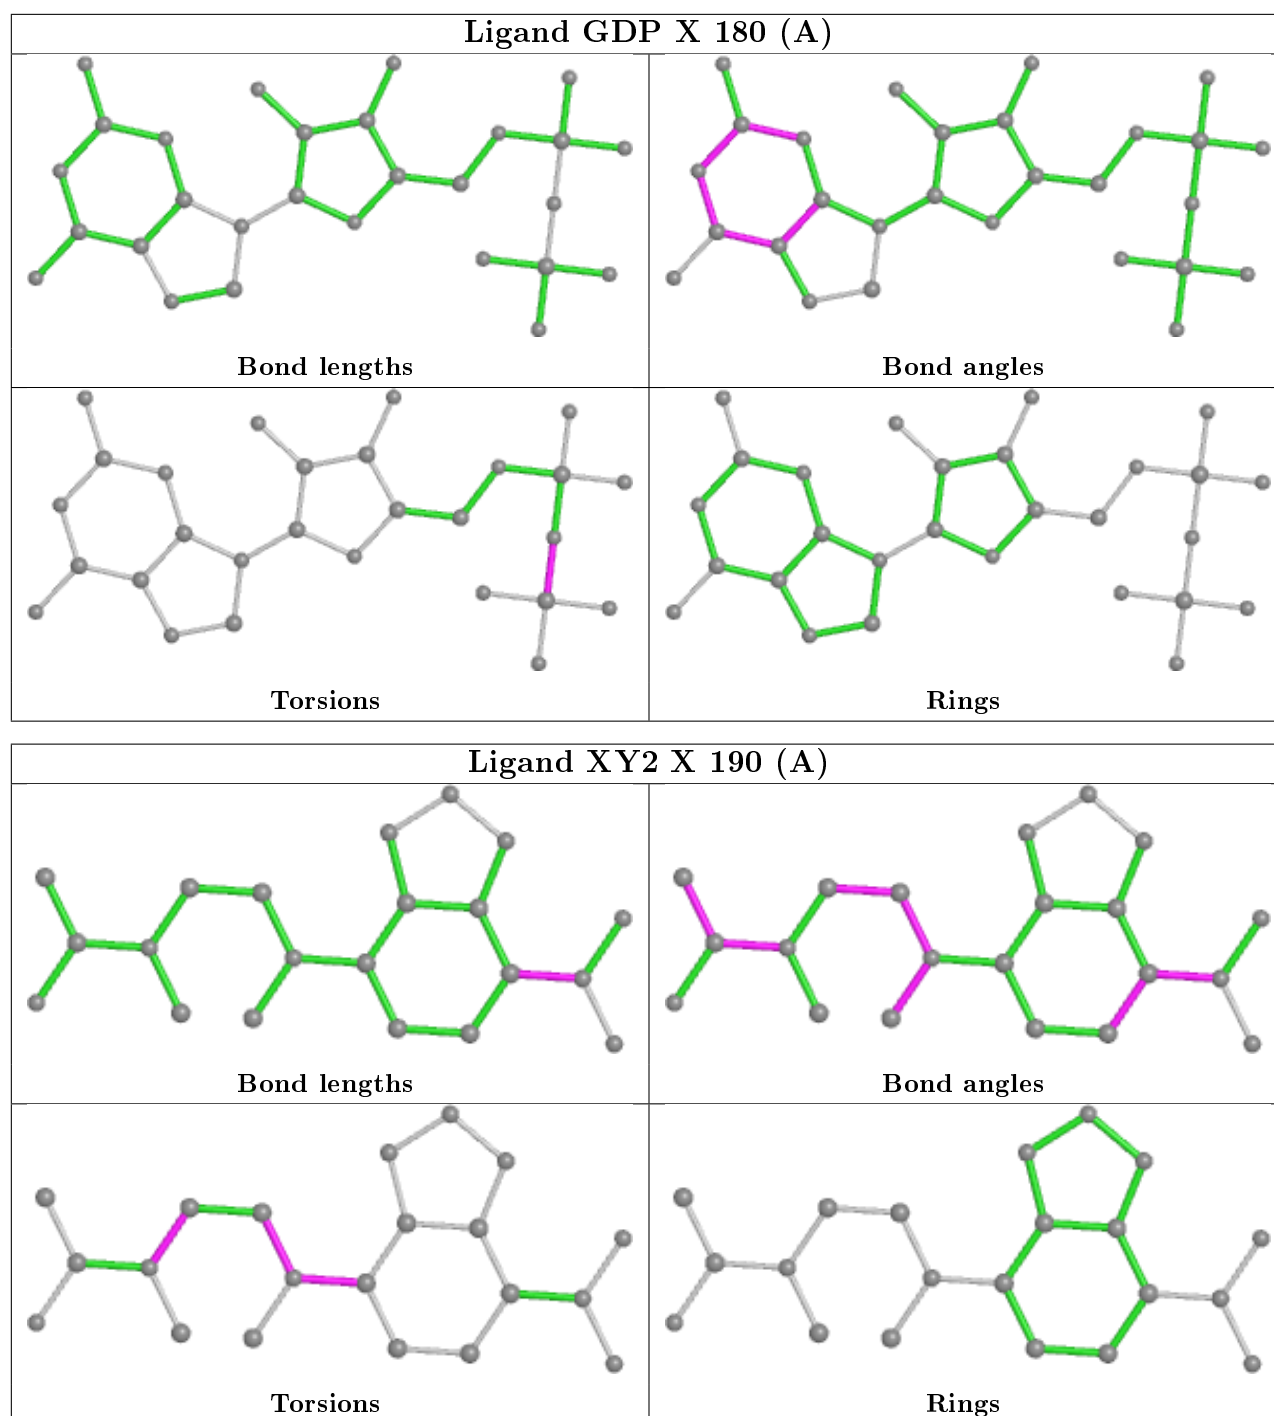 Ligand GDP X 180 (A)
Bond lengths
Bond angles
Torsions
Rings
Ligand XY2 X 190 (A)
Bond lengths
Bond angles
Torsions
Rings